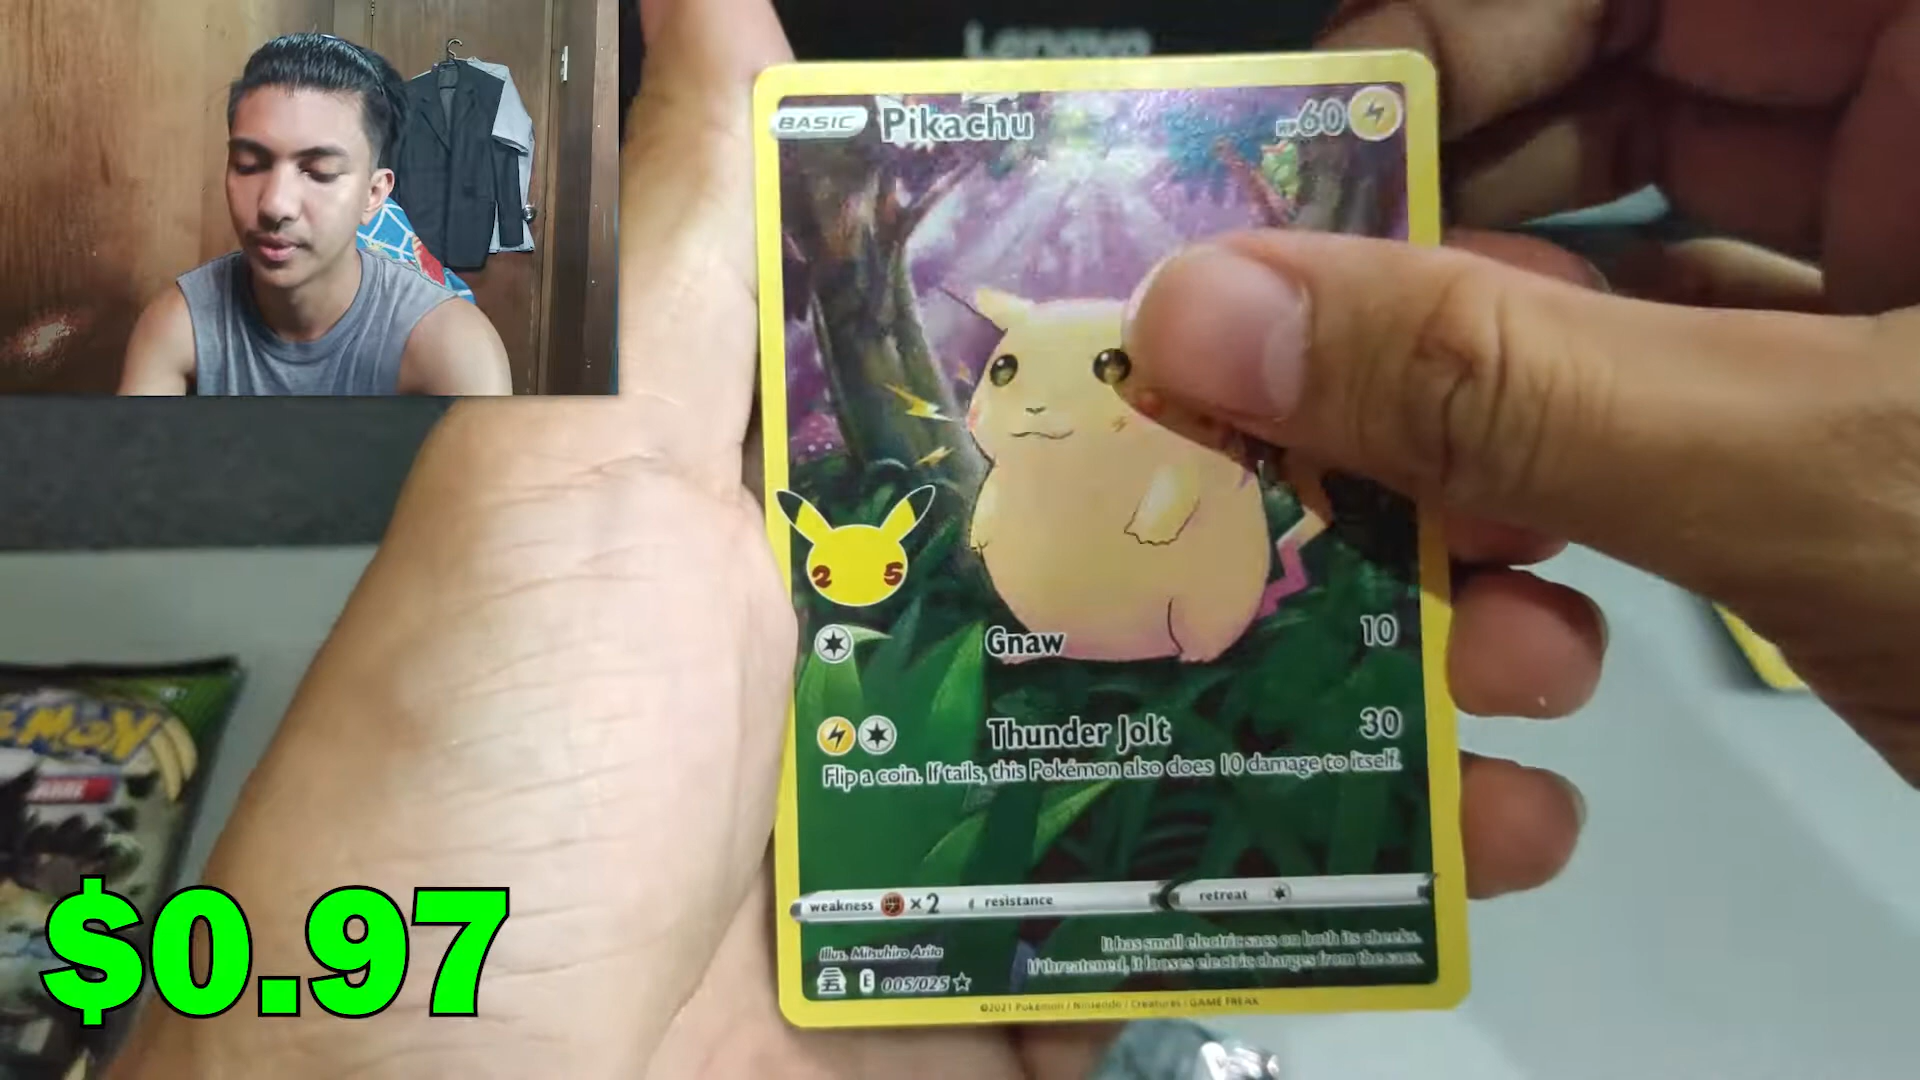 Lenovo
BASIC Pikachu HP60
25
Gnaw 10
Thunder Jolt 30
Flip a coin. If tails, this Pokémon also does 10 damage to itself.
weakness ×2 resistance retreat
Illus. Mitsuhiro Arita
It has small electric sacs on both its cheeks.
If threatened, it looses electric charges from the sacs.
E 005/025
©2021 Pokémon / Nintendo / Creatures / GAME FREAK
$0.97